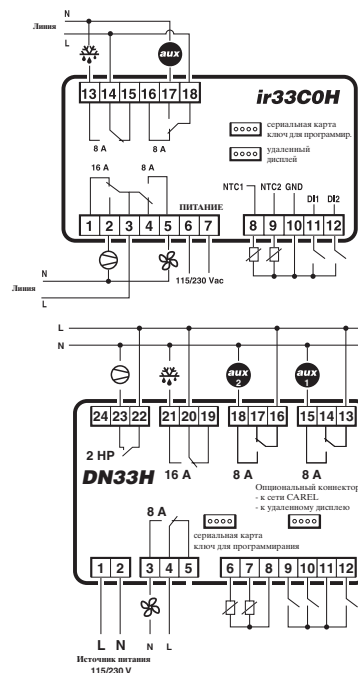 N
Линия
L
aux
13 14 15 16 17 18
ir33C0H
8 A
8 A
сериальная карта
ключ для программир.
удаленный
дисплей
16 A
8 A
ПИТАНИЕ
NTC1 NTC2 GND
DI1 DI2
1 2 3 4 5 6 7
8 9 10 11 12
115/230 Vac
N
Линия
L
L
N
aux
2
aux
1
24 23 22
21 20 19
18 17 16
15 14 13
2 HP
16 A
8 A
8 A
DN33H
Опциональный коннектор
- к сети CAREL
- к удаленному дисплею
8 A
сериальная карта
ключ для программирания
1 2
3 4 5
6 7 8 9 10 11 12
L N
N L
Источник питания
115/230 V